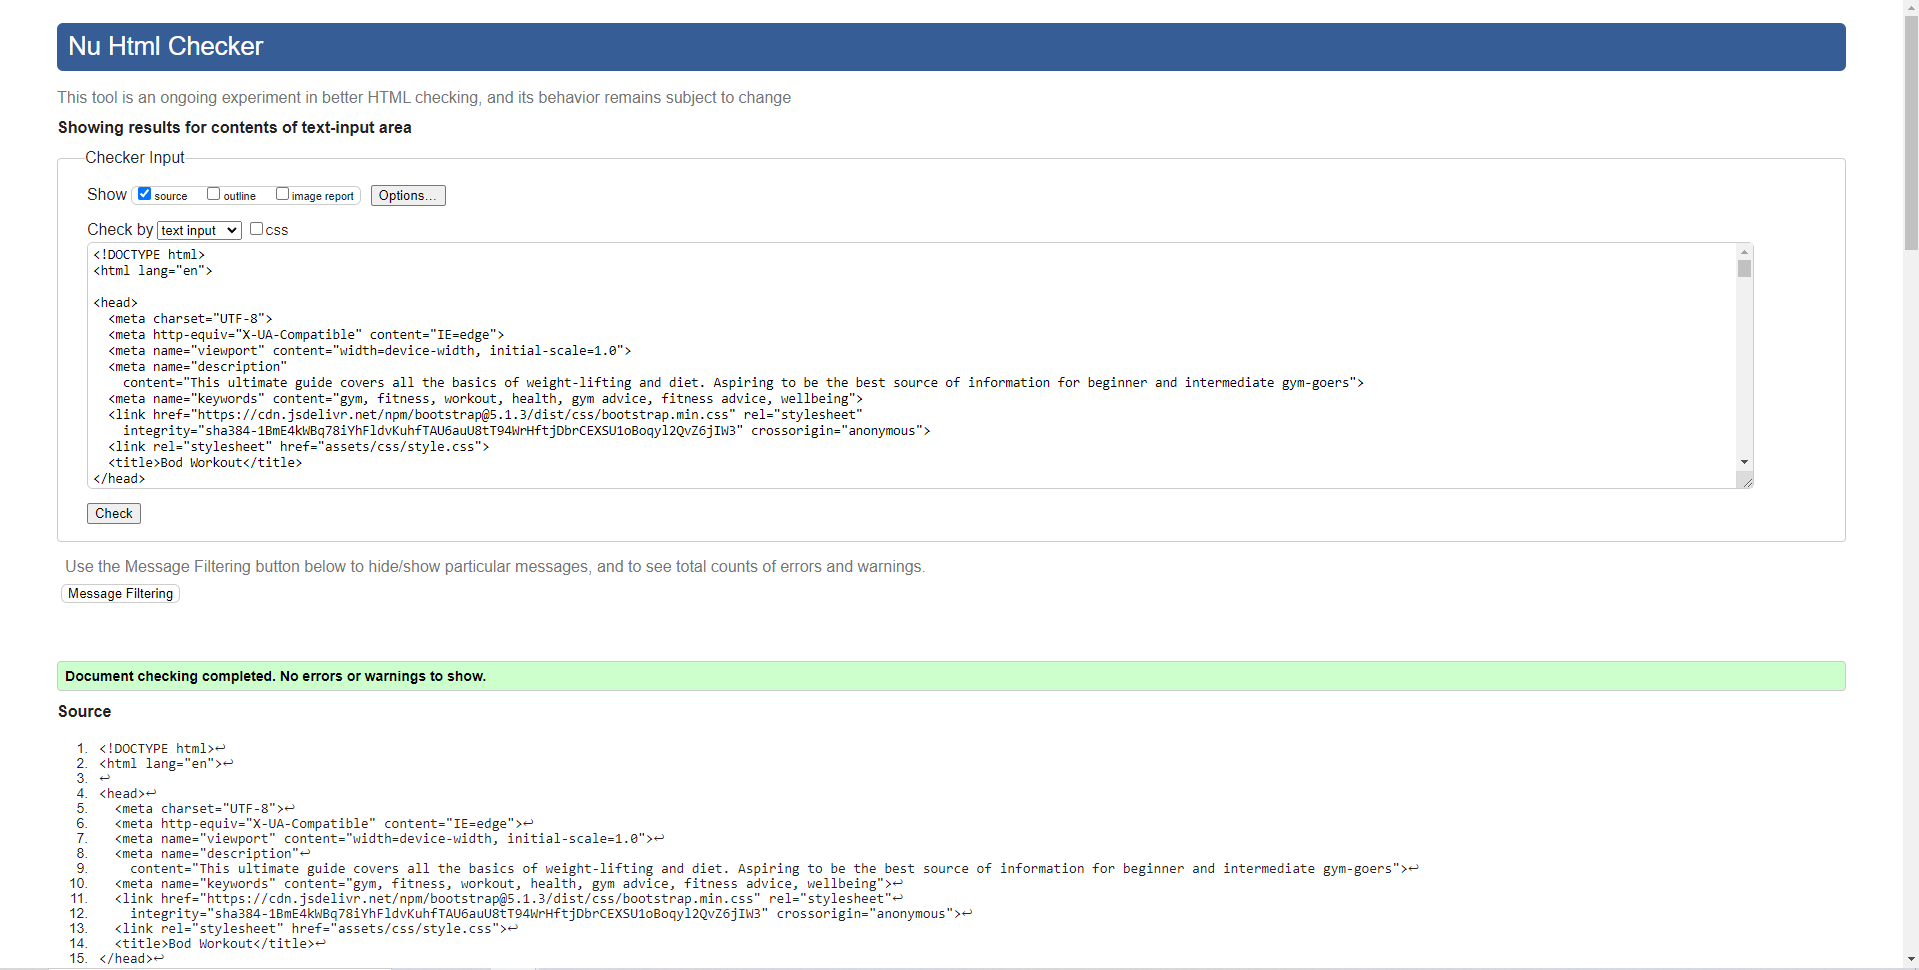 Nu Html Checker
This tool is an ongoing experiment in better HTML checking, and its behavior remains subject to change
Showing results for contents of text-input area
Checker Input
Show source outline image report Options...
Check by text input css
<!DOCTYPE html>
<html lang="en">
<head>
<meta charset="UTF-8">
<meta http-equiv="X-UA-Compatible" content="IE=edge">
<meta name="viewport" content="width=device-width, initial-scale=1.0">
<meta name="description"
content="This ultimate guide covers all the basics of weight-lifting and diet. Aspiring to be the best source of information for beginner and intermediate gym-goers">
<meta name="keywords" content="gym, fitness, workout, health, gym advice, fitness advice, wellbeing">
<link href="https://cdn.jsdelivr.net/npm/bootstrap@5.1.3/dist/css/bootstrap.min.css" rel="stylesheet"
integrity="sha384-1BmE4kWBq78iYhFldvKuhfTAU6auU8tT94WrHftjDbrCEXSU1oBoqyl2QvZ6jIW3" crossorigin="anonymous">
<link rel="stylesheet" href="assets/css/style.css">
<title>Bod Workout</title>
</head>
Check
Use the Message Filtering button below to hide/show particular messages, and to see total counts of errors and warnings.
Message Filtering
Document checking completed. No errors or warnings to show.
Source
1. <!DOCTYPE html>↩
2. <html lang="en">↩
3. ↩
4. <head>↩
5. <meta charset="UTF-8">↩
6. <meta http-equiv="X-UA-Compatible" content="IE=edge">↩
7. <meta name="viewport" content="width=device-width, initial-scale=1.0">↩
8. <meta name="description"↩
9. content="This ultimate guide covers all the basics of weight-lifting and diet. Aspiring to be the best source of information for beginner and intermediate gym-goers">↩
10. <meta name="keywords" content="gym, fitness, workout, health, gym advice, fitness advice, wellbeing">↩
11. <link href="https://cdn.jsdelivr.net/npm/bootstrap@5.1.3/dist/css/bootstrap.min.css" rel="stylesheet"↩
12. integrity="sha384-1BmE4kWBq78iYhFldvKuhfTAU6auU8tT94WrHftjDbrCEXSU1oBoqyl2QvZ6jIW3" crossorigin="anonymous">↩
13. <link rel="stylesheet" href="assets/css/style.css">↩
14. <title>Bod Workout</title>↩
15. </head>↩